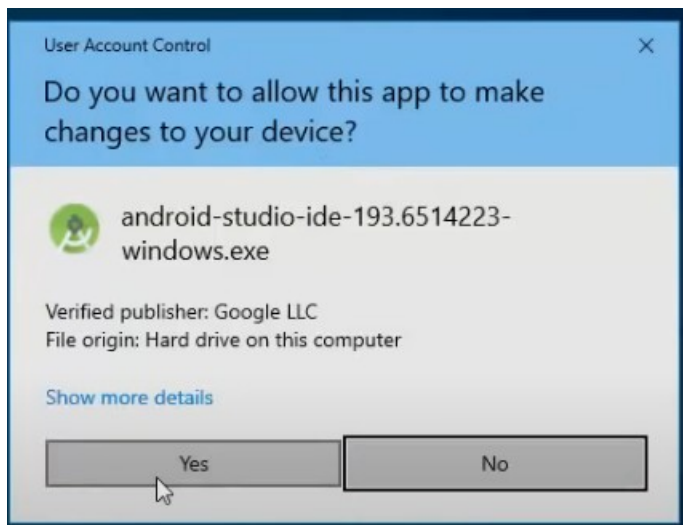 User Account Control
Do you want to allow this app to make
changes to your device?
android-studio-ide-193.6514223-
windows.exe
Verified publisher: Google LLC
File origin: Hard drive on this computer
Show more details
Yes
No